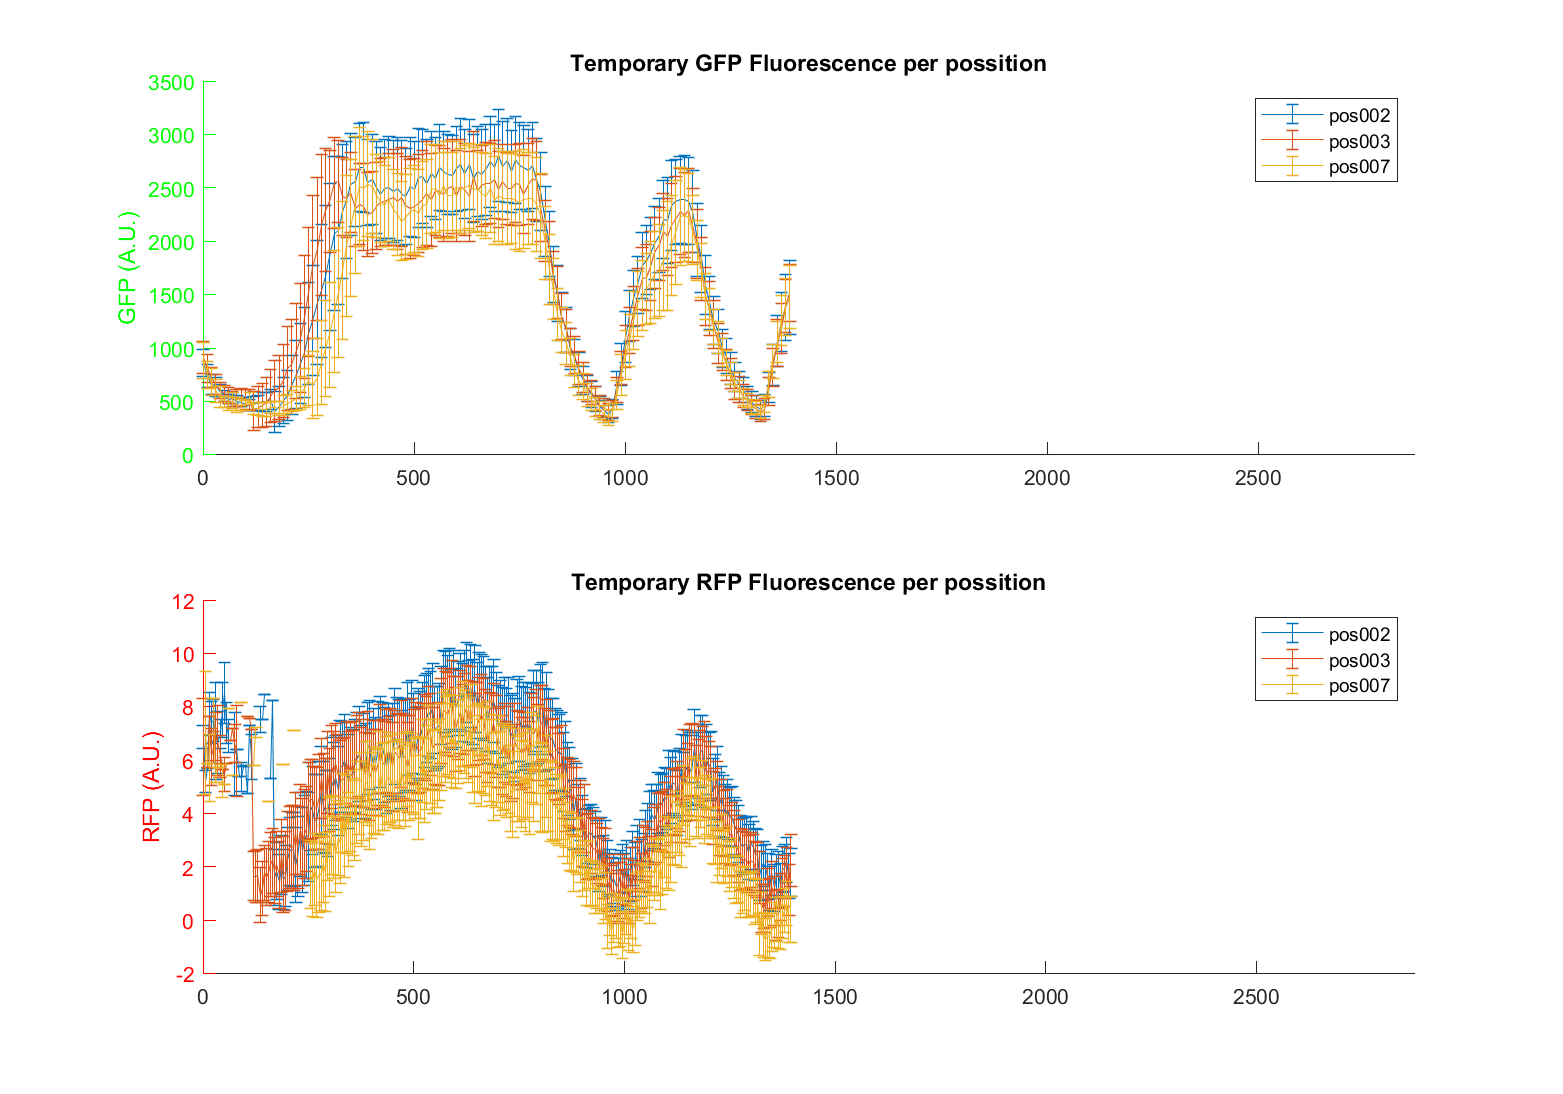 Temporary GFP Fluorescence per possition
GFP (A.U.)
3500
3000
2500
2000
1500
1000
500
0
0 500 1000 1500 2000 2500
pos002
pos003
pos007
Temporary RFP Fluorescence per possition
RFP (A.U.)
12
10
8
6
4
2
0
-2
0 500 1000 1500 2000 2500
pos002
pos003
pos007